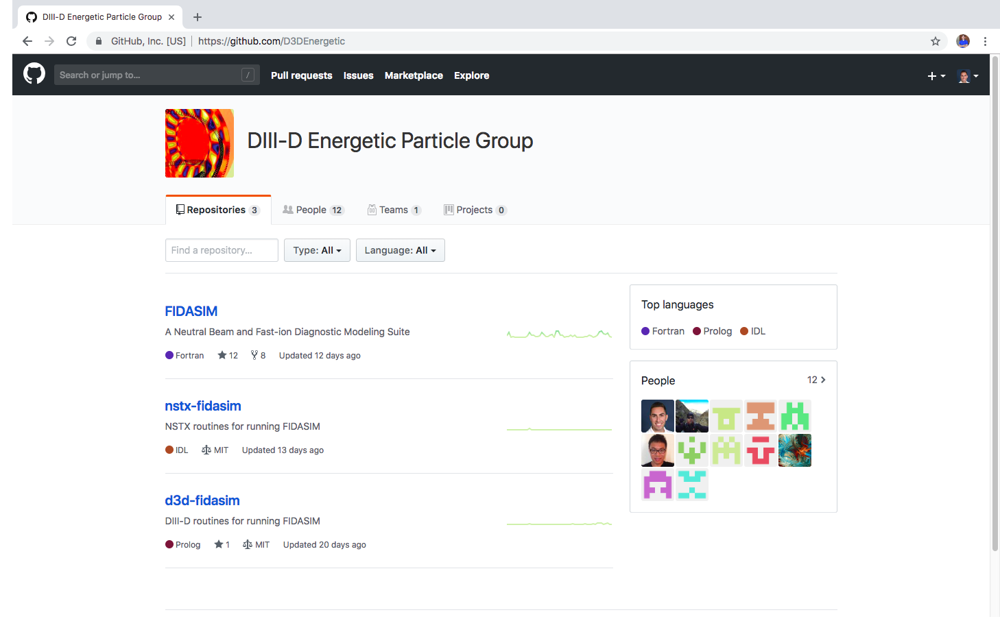 DIII-D Energetic Particle Group
GitHub, Inc. [US] | https://github.com/D3DEnergetic
Search or jump to... /
Pull requests Issues Marketplace Explore
DIII-D Energetic Particle Group
Repositories 3 People 12 Teams 1 Projects 0
Find a repository... Type: All Language: All
FIDASIM
A Neutral Beam and Fast-ion Diagnostic Modeling Suite
Fortran 12 8 Updated 12 days ago
nstx-fidasim
NSTX routines for running FIDASIM
IDL MIT Updated 13 days ago
d3d-fidasim
DIII-D routines for running FIDASIM
Prolog 1 MIT Updated 20 days ago
Top languages
Fortran Prolog IDL
People 12